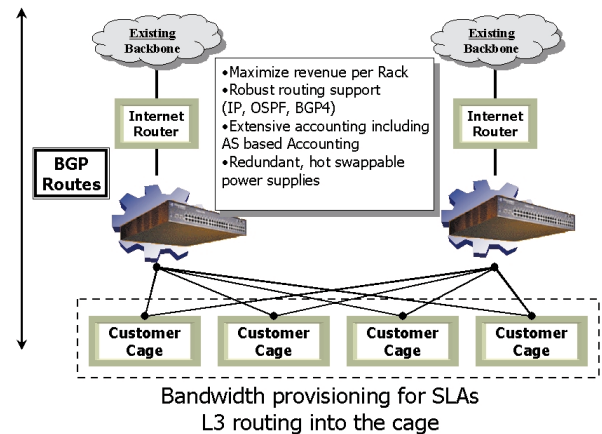 Existing
Backbone
Existing
Backbone
•Maximize revenue per Rack
•Robust routing support
(IP, OSPF, BGP4)
•Extensive accounting including
AS based Accounting
•Redundant, hot swappable
power supplies
Internet
Router
Internet
Router
BGP
Routes
Customer
Cage
Customer
Cage
Customer
Cage
Customer
Cage
Bandwidth provisioning for SLAs
L3 routing into the cage